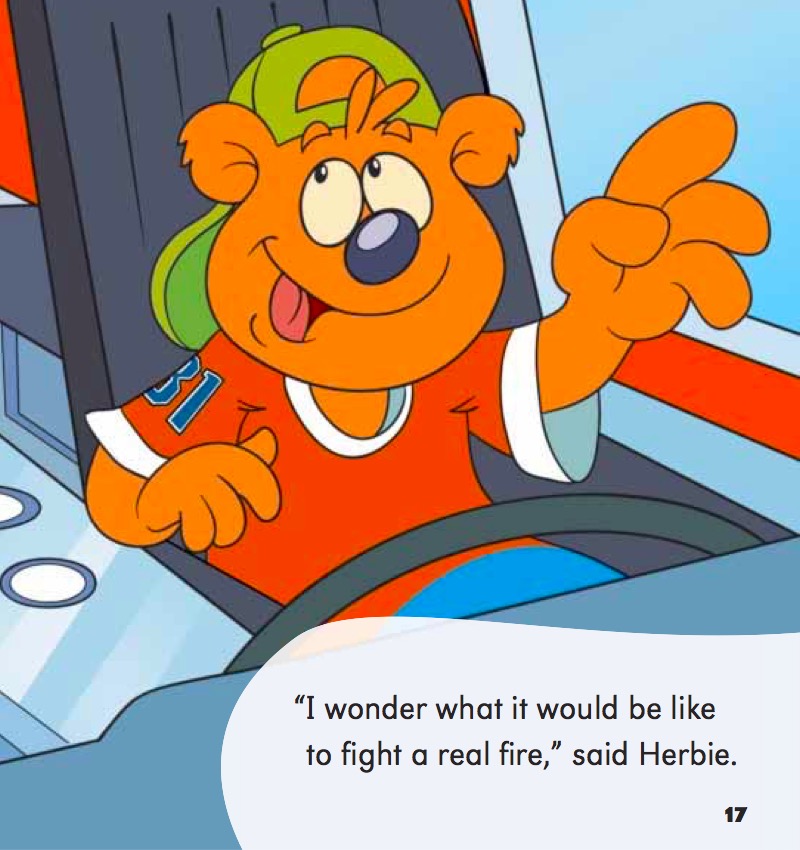 31
“I wonder what it would be like
to fight a real fire,” said Herbie.
17